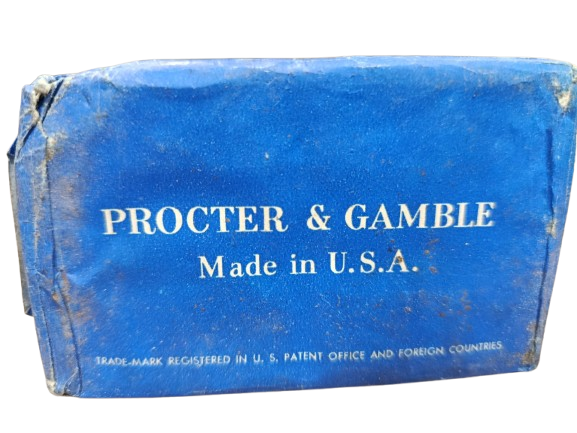 PROCTER & GAMBLE
Made in U.S.A.
TRADE-MARK REGISTERED IN U. S. PATENT OFFICE AND FOREIGN COUNTRIES